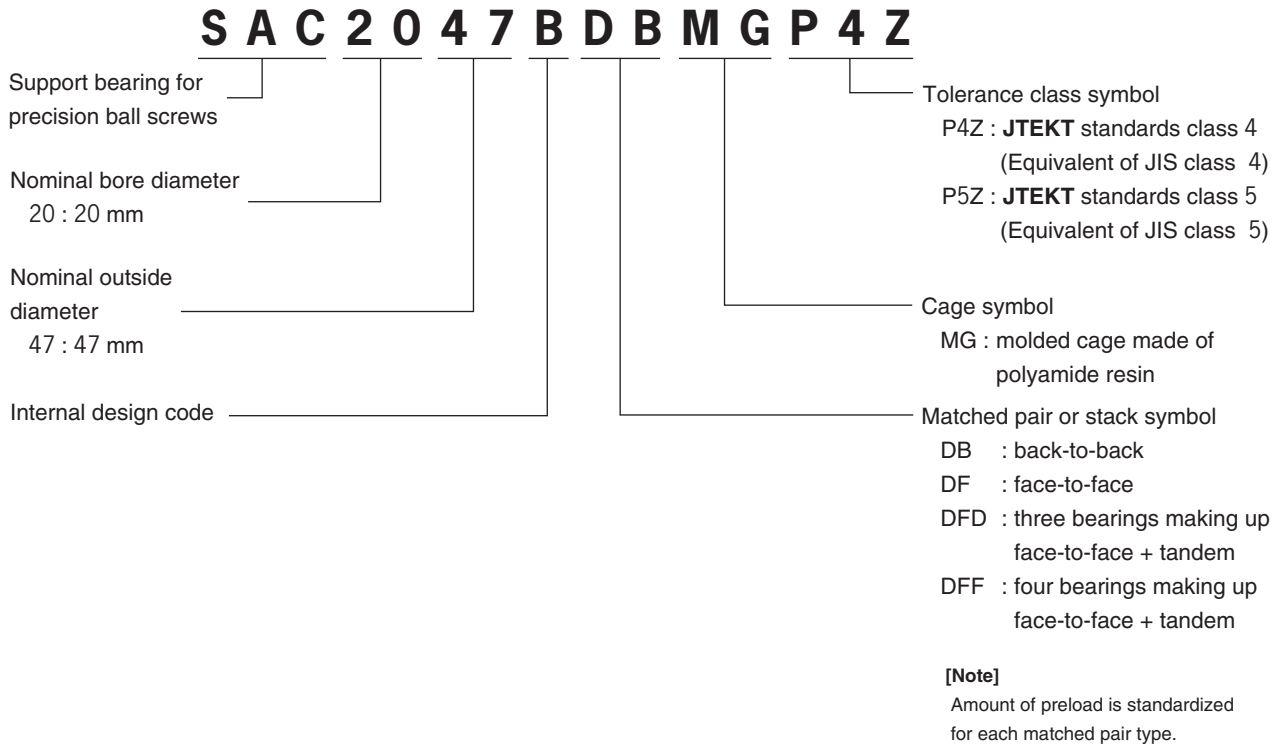 SAC2047BDBMGP4Z
Support bearing for
precision ball screws
Nominal bore diameter
20 : 20 mm
Nominal outside
diameter
47 : 47 mm
Internal design code
Tolerance class symbol
P4Z : JTEKT standards class 4
(Equivalent of JIS class 4)
P5Z : JTEKT standards class 5
(Equivalent of JIS class 5)
Cage symbol
MG : molded cage made of
polyamide resin
Matched pair or stack symbol
DB : back-to-back
DF : face-to-face
DFD : three bearings making up
face-to-face + tandem
DFF : four bearings making up
face-to-face + tandem
[Note]
Amount of preload is standardized
for each matched pair type.